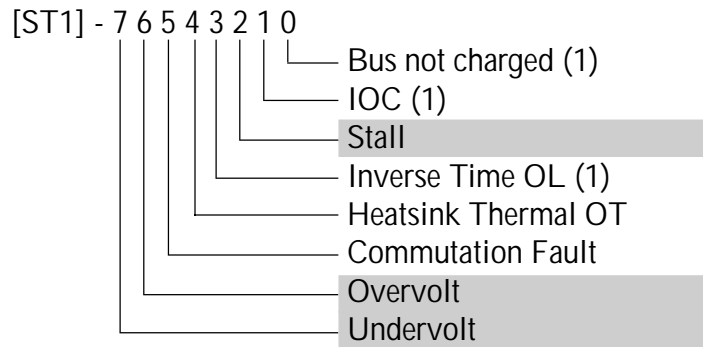 [ST1] - 7 6 5 4 3 2 1 0
Bus not charged (1)
IOC (1)
Stall
Inverse Time OL (1)
Heatsink Thermal OT
Commutation Fault
Overvolt
Undervolt